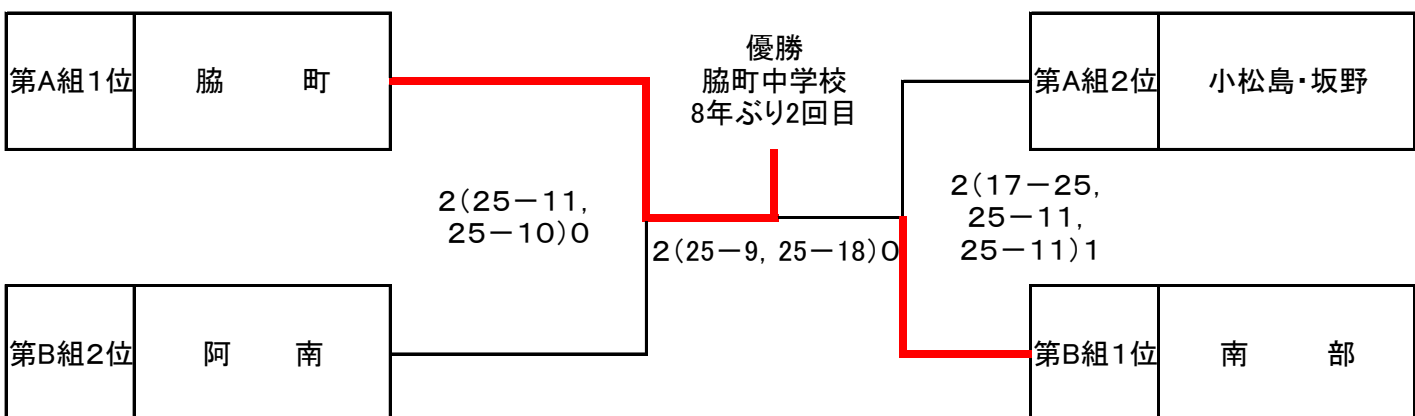 第A組1位 脇 町
優勝
脇町中学校
8年ぶり2回目
第A組2位 小松島・坂野
2(25－11,
25－10)0
2(25－9, 25－18)0
2(17－25,
25－11,
25－11)1
第B組2位 阿 南
第B組1位 南 部